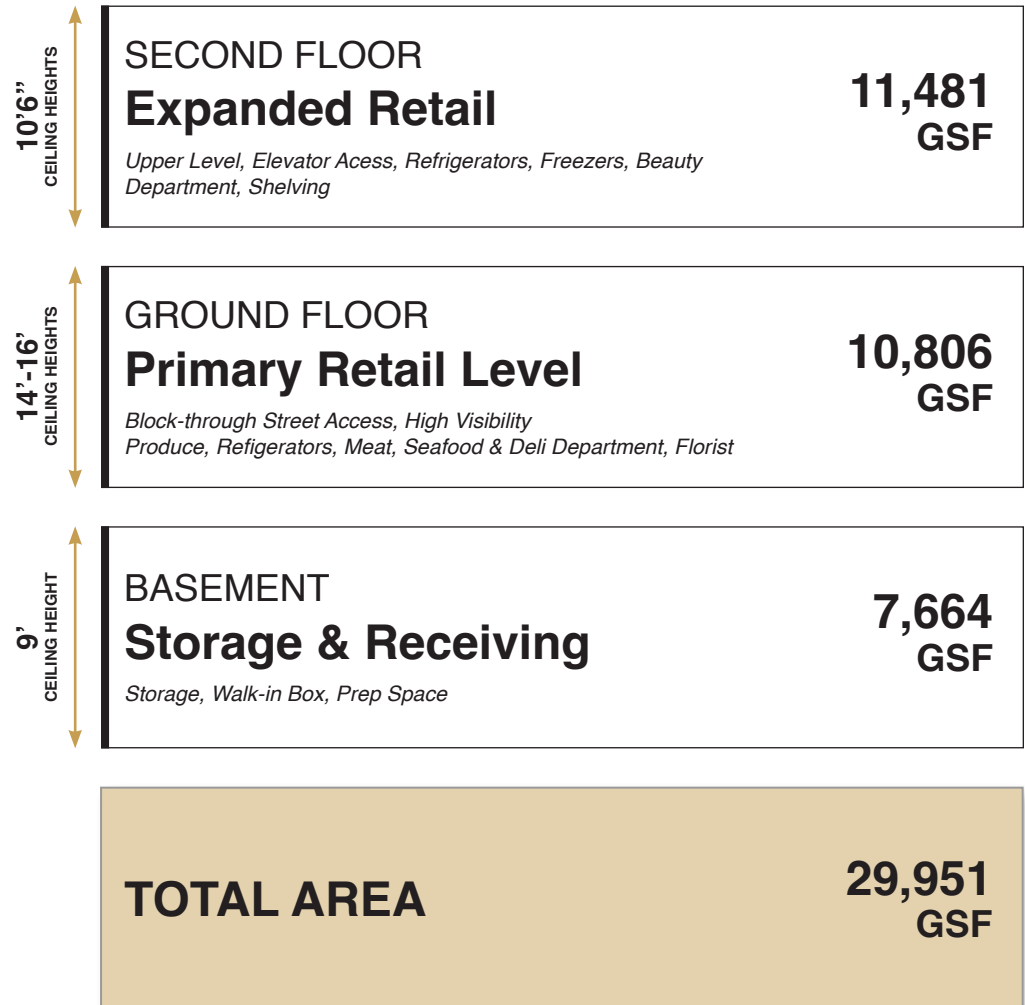 10’6”
CEILING HEIGHTS
SECOND FLOOR
Expanded Retail
Upper Level, Elevator Acess, Refrigerators, Freezers, Beauty
Department, Shelving
11,481
GSF
14’-16’
CEILING HEIGHTS
GROUND FLOOR
Primary Retail Level
Block-through Street Access, High Visibility
Produce, Refigerators, Meat, Seafood & Deli Department, Florist
10,806
GSF
9’
CEILING HEIGHT
BASEMENT
Storage & Receiving
Storage, Walk-in Box, Prep Space
7,664
GSF
TOTAL AREA
29,951
GSF